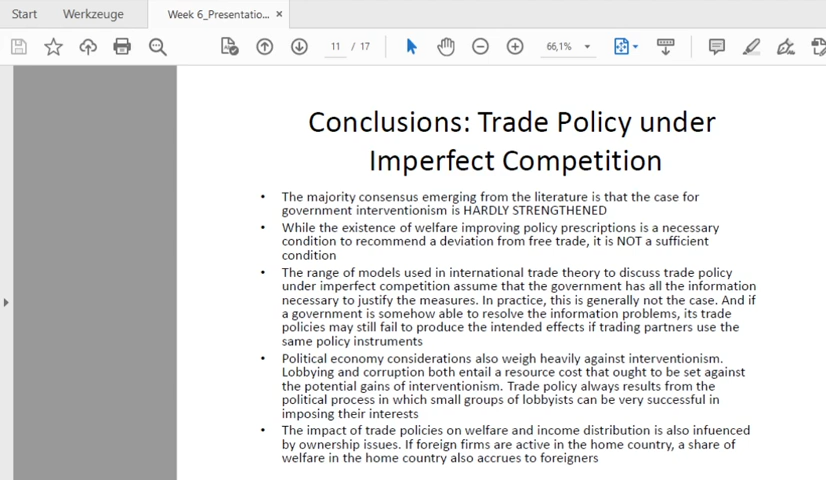 Start Werkzeuge Week 6_Presentatio... ×
11 / 17 66,1%
Conclusions: Trade Policy under
Imperfect Competition
• The majority consensus emerging from the literature is that the case for
government interventionism is HARDLY STRENGTHENED
• While the existence of welfare improving policy prescriptions is a necessary
condition to recommend a deviation from free trade, it is NOT a sufficient
condition
• The range of models used in international trade theory to discuss trade policy
under imperfect competition assume that the government has all the information
necessary to justify the measures. In practice, this is generally not the case. And if
a government is somehow able to resolve the information problems, its trade
policies may still fail to produce the intended effects if trading partners use the
same policy instruments
• Political economy considerations also weigh heavily against interventionism.
Lobbying and corruption both entail a resource cost that ought to be set against
the potential gains of interventionism. Trade policy always results from the
political process in which small groups of lobbyists can be very successful in
imposing their interests
• The impact of trade policies on welfare and income distribution is also infuenced
by ownership issues. If foreign firms are active in the home country, a share of
welfare in the home country also accrues to foreigners